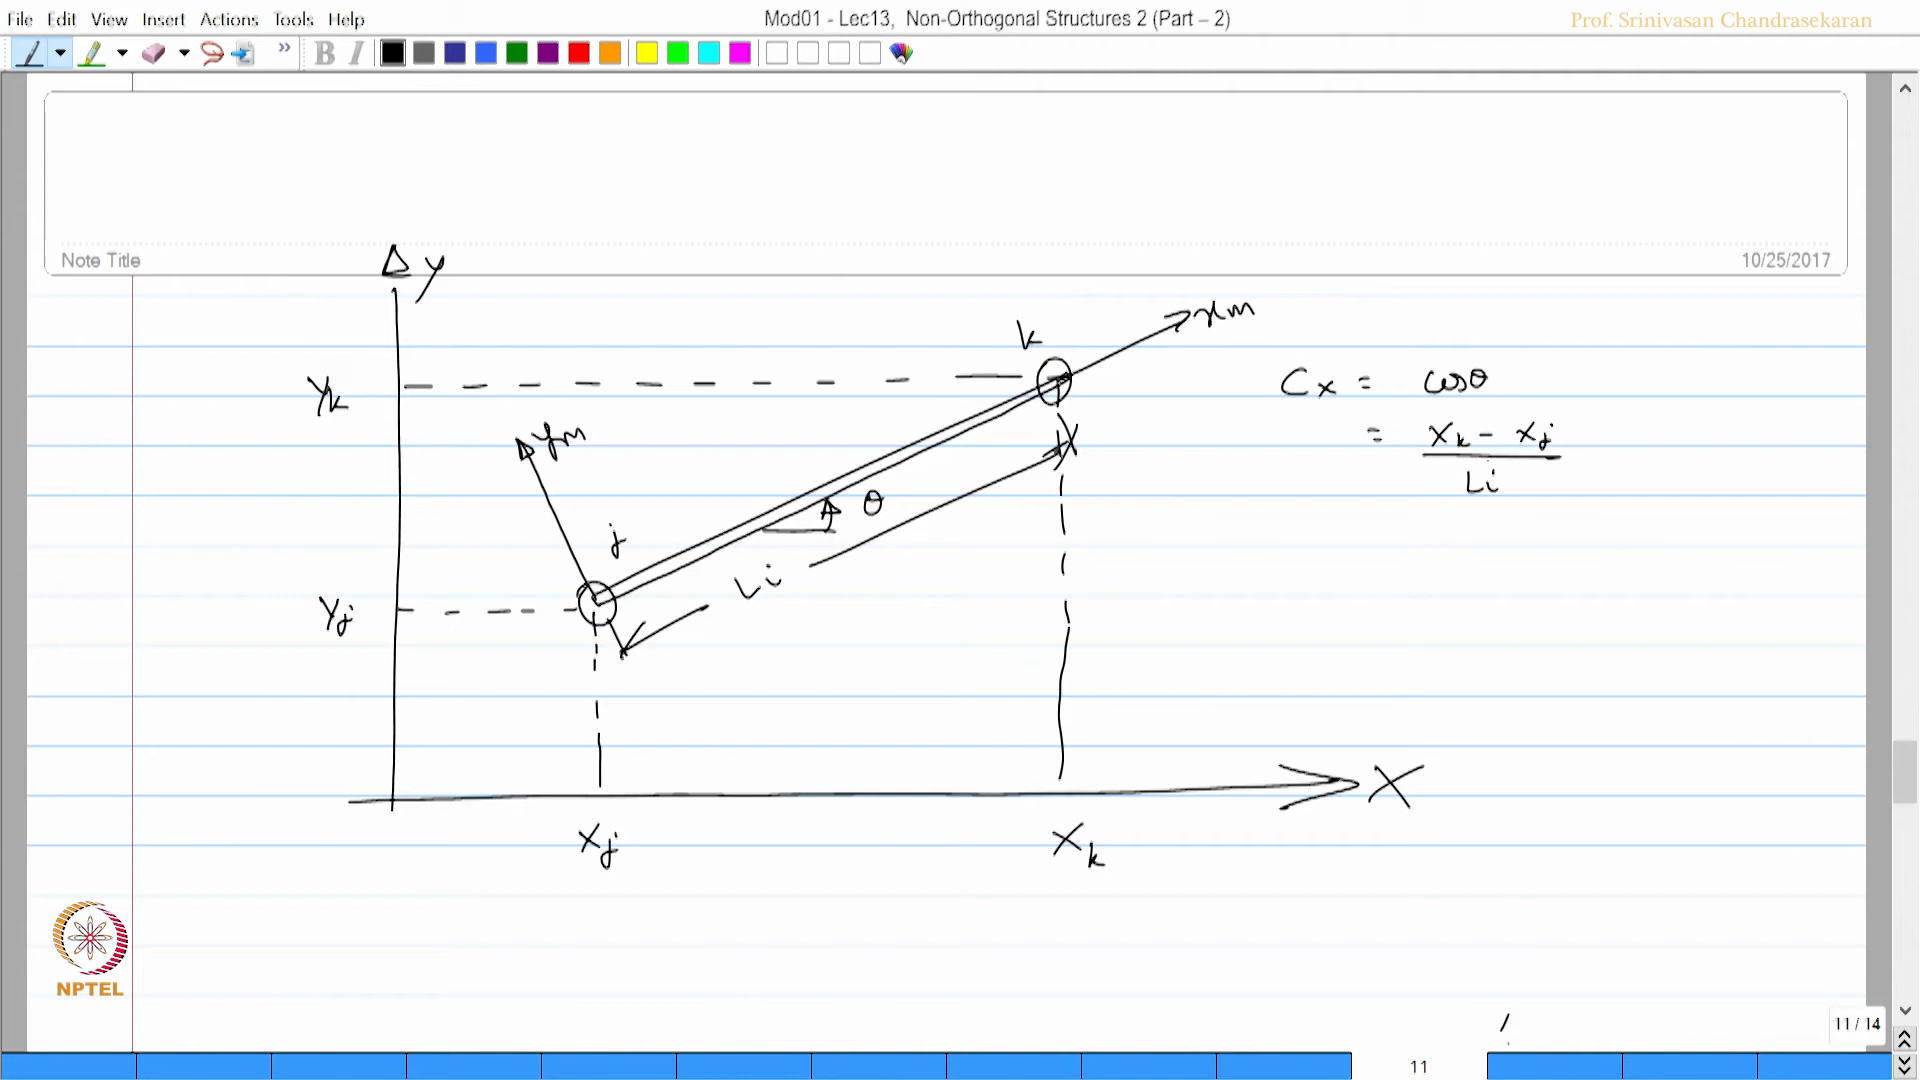 File Edit View Insert Actions Tools Help
Mod01 - Lec13, Non-Orthogonal Structures 2 (Part – 2)
Prof. Srinivasan Chandrasekaran
B I
Note Title
10/25/2017
y
xm
k
Yk
Cx = cosθ
ym
= Xk - Xj
Li
θ
j
Li
Yj
X
Xj
Xk
NPTEL
11 / 14
11